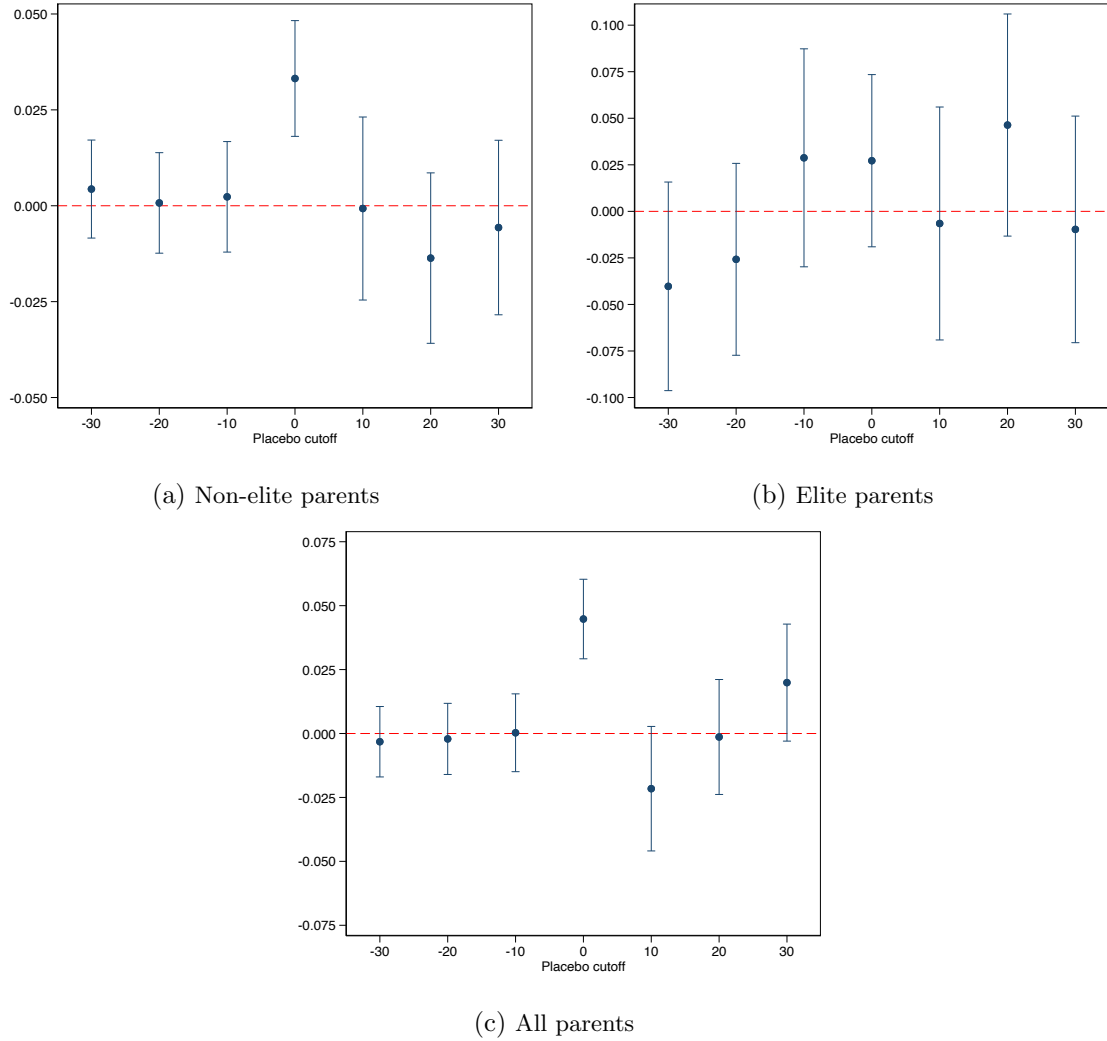 0.050
0.025
0.000
-0.025
-0.050
-30 -20 -10 0 10 20 30
Placebo cutoff
(a) Non-elite parents
0.100
0.075
0.050
0.025
0.000
-0.025
-0.050
-0.075
-0.100
-30 -20 -10 0 10 20 30
Placebo cutoff
(b) Elite parents
0.075
0.050
0.025
0.000
-0.025
-0.050
-0.075
-30 -20 -10 0 10 20 30
Placebo cutoff
(c) All parents